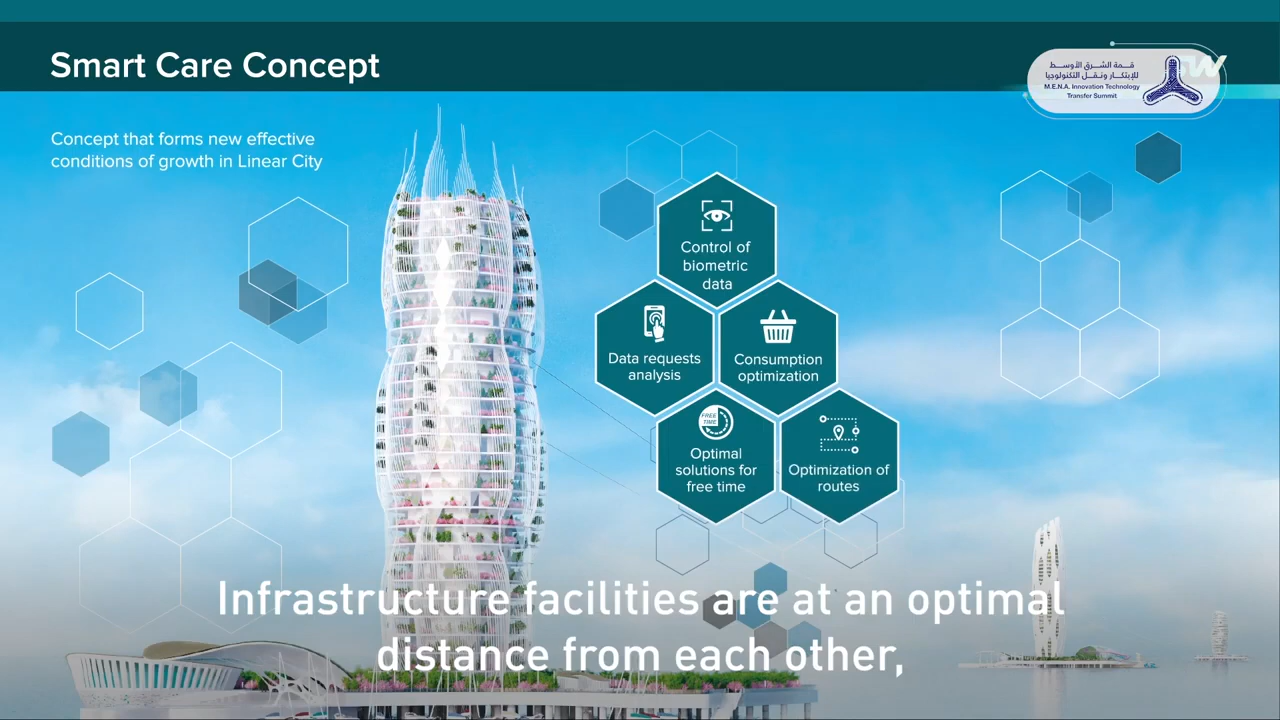 Smart Care Concept
قمة الشرق الأوسط
للإبتكار ونقل التكنولوجيا
M.E.N.A. Innovation Technology
Transfer Summit
W
Concept that forms new effective
conditions of growth in Linear City
Control of
biometric
data
Data requests
analysis
Consumption
optimization
FREE
TIME
Optimal
solutions for
free time
Optimization of
routes
Infrastructure facilities are at an optimal
distance from each other,